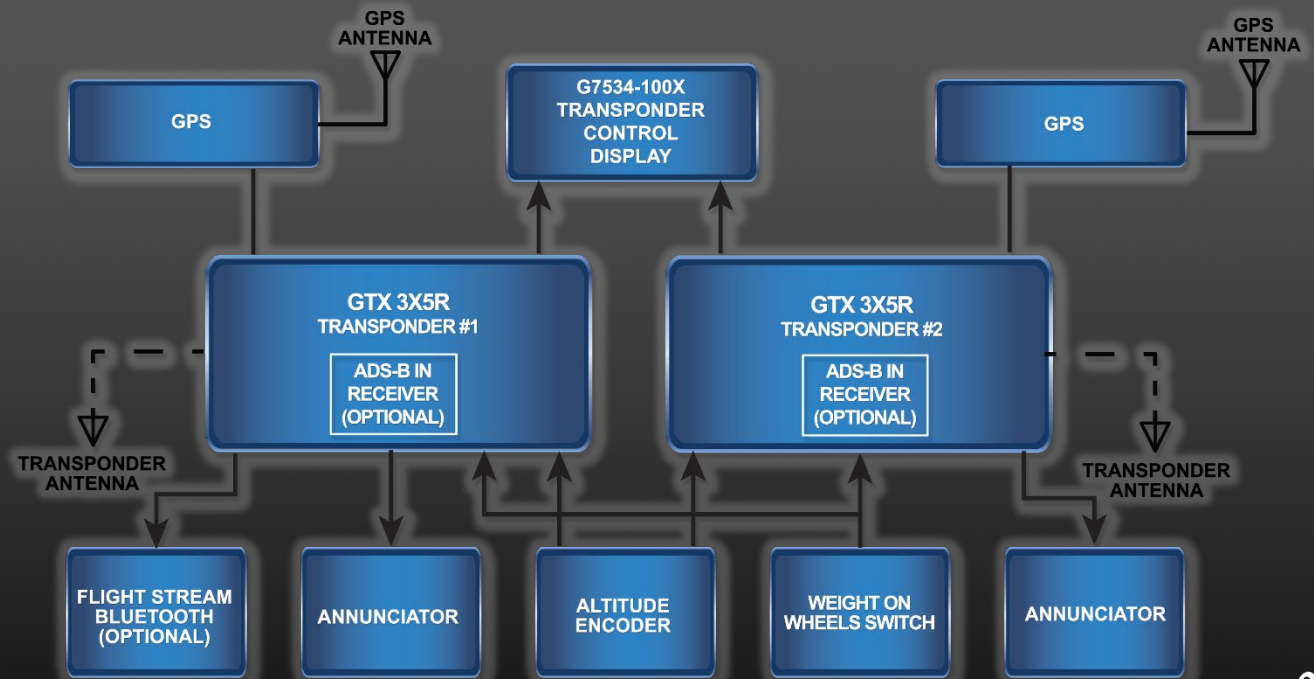 GPS
ANTENNA
GPS
ANTENNA
GPS
G7534-100X
TRANSPONDER
CONTROL
DISPLAY
GPS
GTX 3X5R
TRANSPONDER #1
ADS-B IN
RECEIVER
(OPTIONAL)
GTX 3X5R
TRANSPONDER #2
ADS-B IN
RECEIVER
(OPTIONAL)
TRANSPONDER
ANTENNA
TRANSPONDER
ANTENNA
FLIGHT STREAM
BLUETOOTH
(OPTIONAL)
ANNUNCIATOR
ALTITUDE
ENCODER
WEIGHT ON
WHEELS SWITCH
ANNUNCIATOR